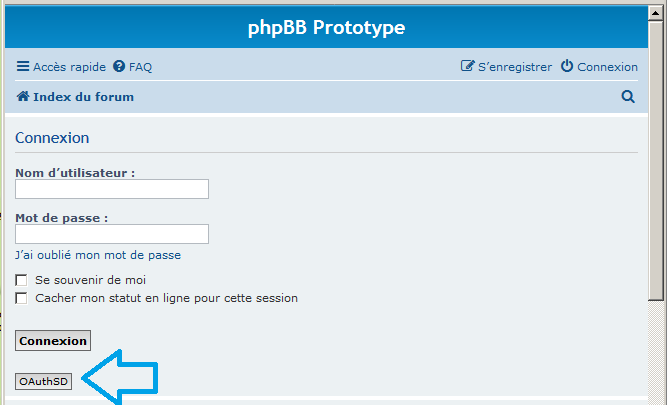 phpBB Prototype
Accès rapide FAQ S’enregistrer Connexion
Index du forum
Connexion
Nom d’utilisateur :
Mot de passe :
J’ai oublié mon mot de passe
Se souvenir de moi
Cacher mon statut en ligne pour cette session
Connexion
OAuthSD